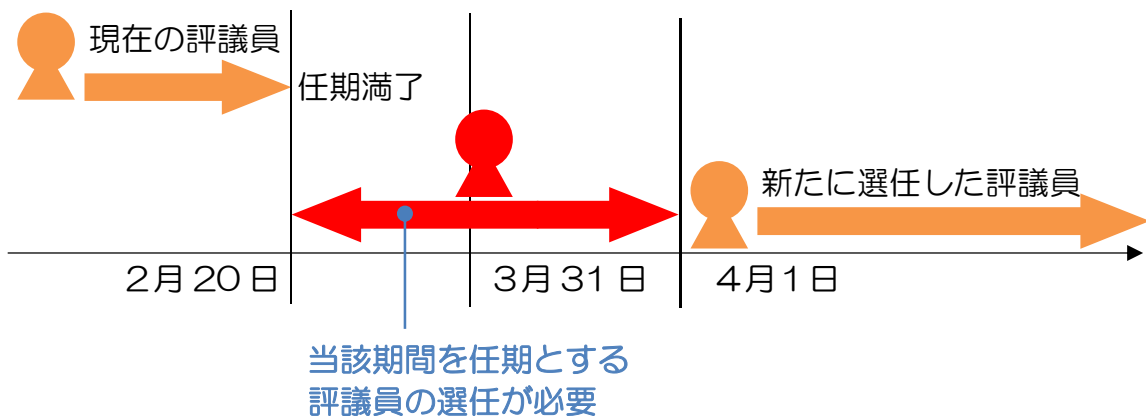 現在の評議員
任期満了
新たに選任した評議員
2月20日
3月31日
4月1日
当該期間を任期とする
評議員の選任が必要